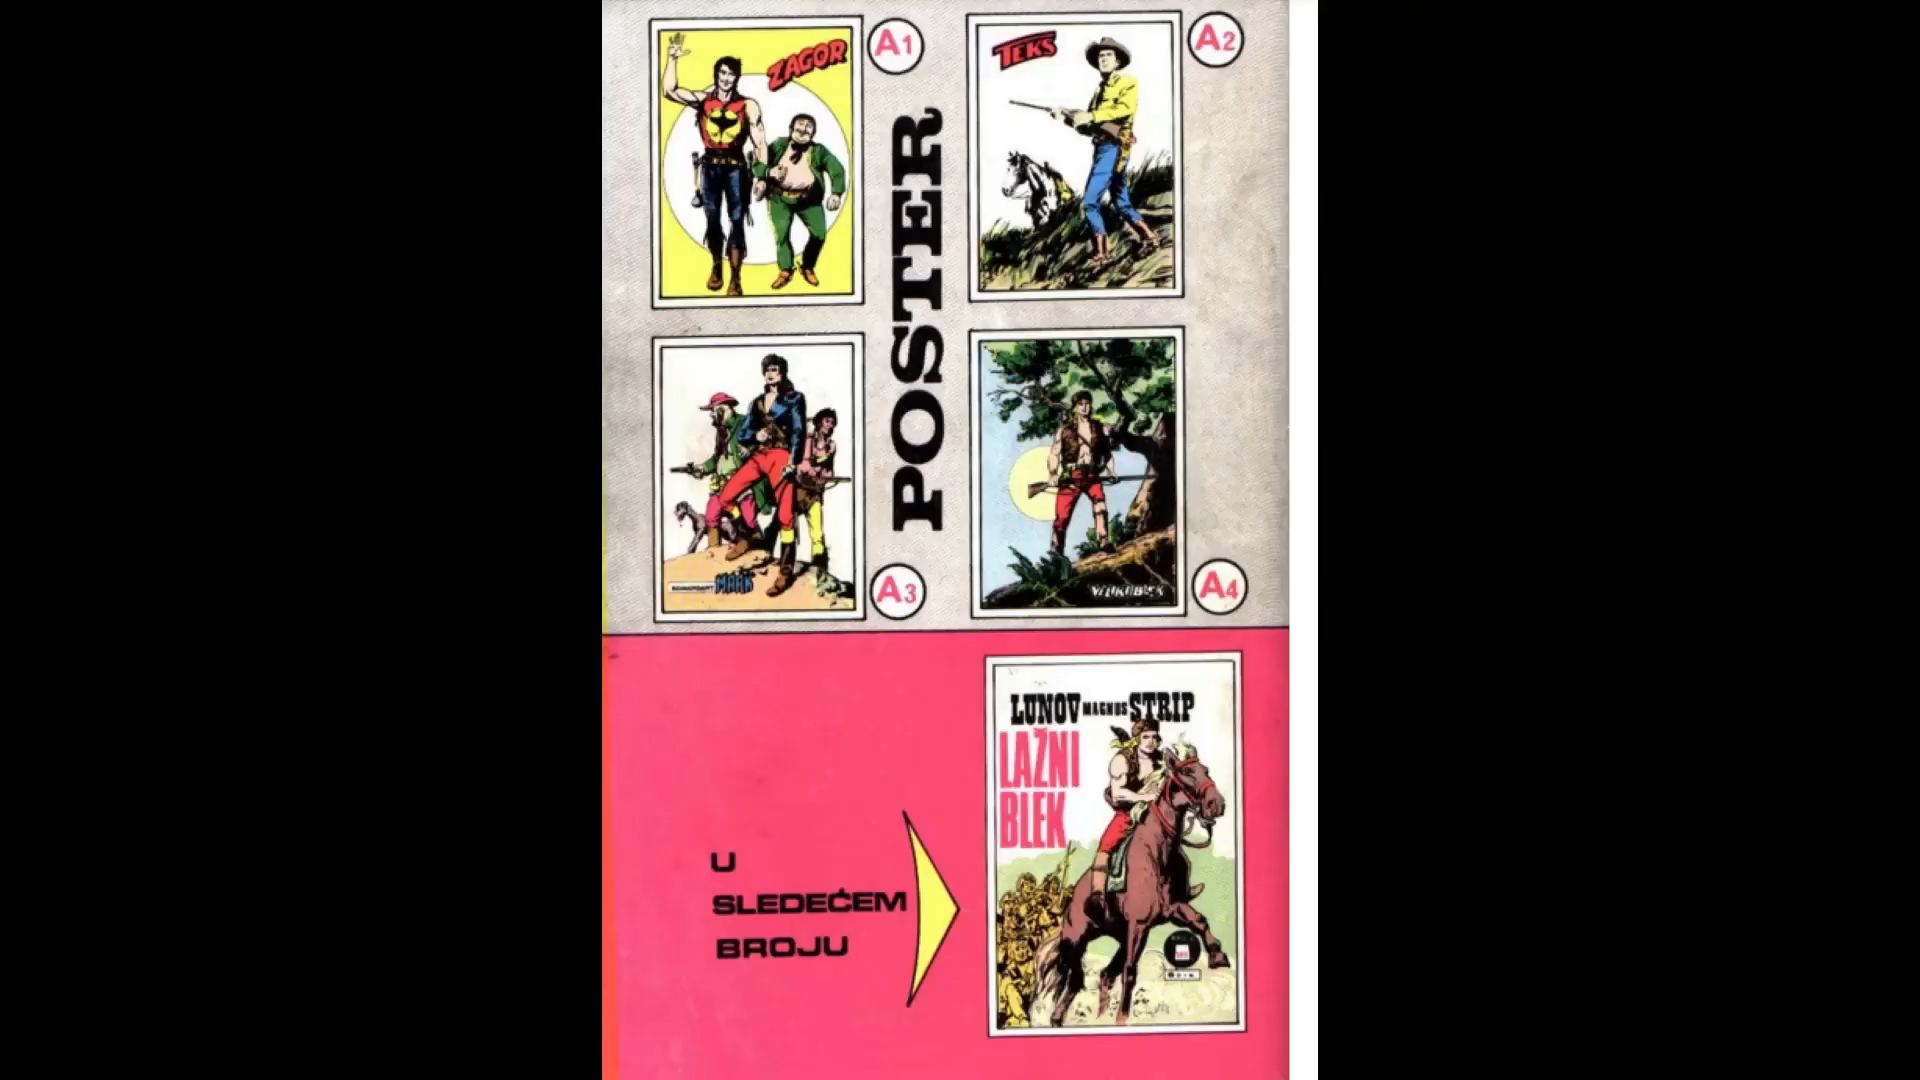 ZAGOR
A1
TEKS
A2
POSTER
KOMANDANT MARK
A3
VELIKI BLEK
A4
LUNOV MAGNUS STRIP
LAŽNI
BLEK
U
SLEDEĆEM
BROJU